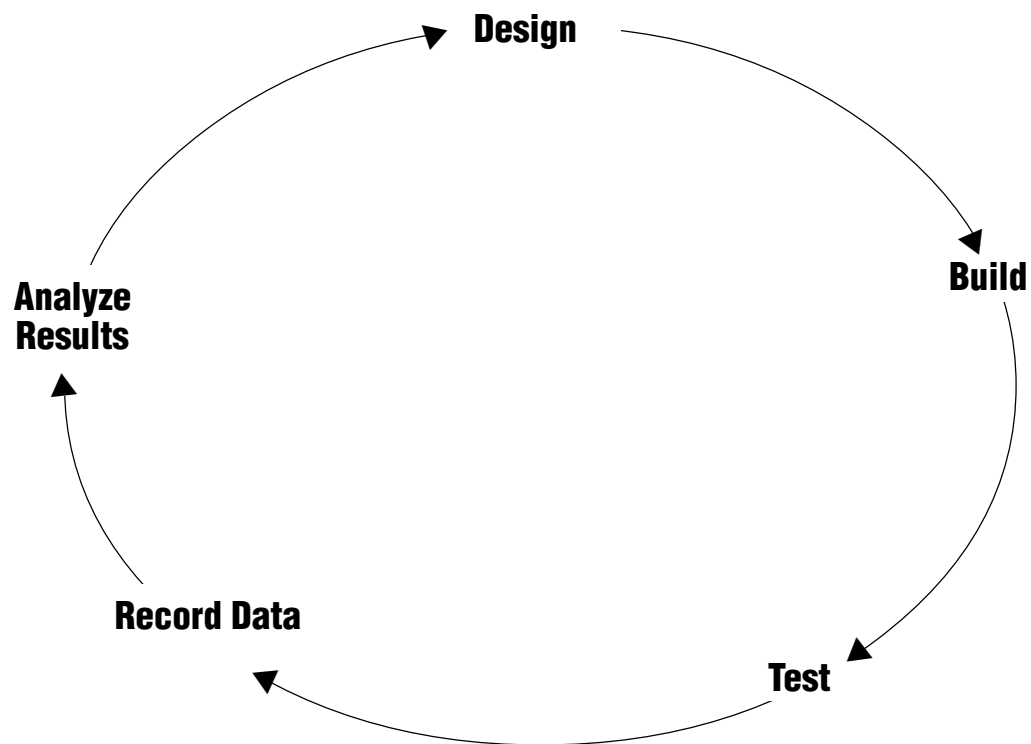 Design
Build
Analyze
Results
Record Data
Test